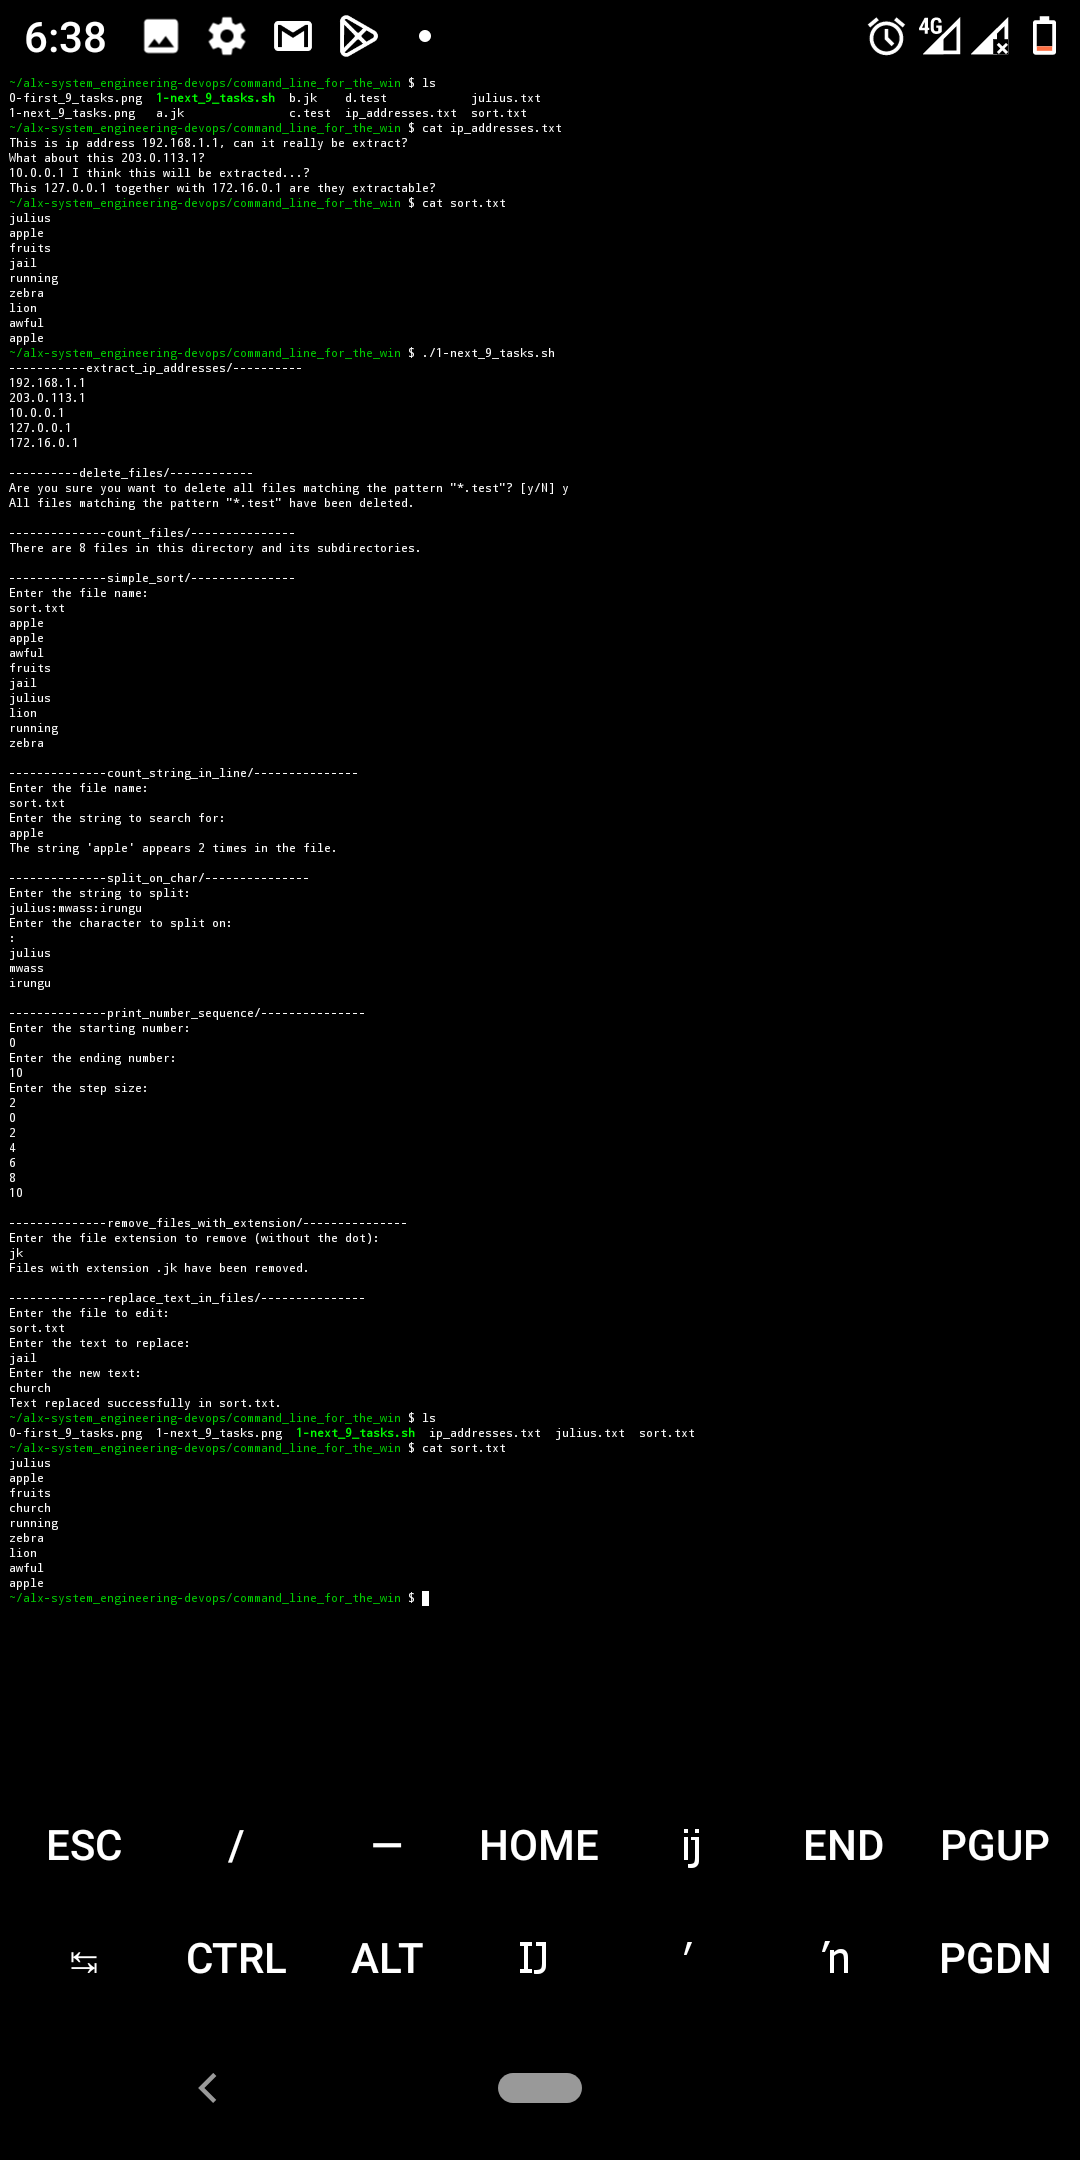 6:38 4G
~/alx-system_engineering-devops/command_line_for_the_win $ ls
0-first_9_tasks.png  1-next_9_tasks.sh  b.jk    d.test            julius.txt
1-next_9_tasks.png   a.jk               c.test  ip_addresses.txt  sort.txt
~/alx-system_engineering-devops/command_line_for_the_win $ cat ip_addresses.txt
This is ip address 192.168.1.1, can it really be extract?
What about this 203.0.113.1?
10.0.0.1 I think this will be extracted...?
This 127.0.0.1 together with 172.16.0.1 are they extractable?
~/alx-system_engineering-devops/command_line_for_the_win $ cat sort.txt
julius
apple
fruits
jail
running
zebra
lion
awful
apple
~/alx-system_engineering-devops/command_line_for_the_win $ ./1-next_9_tasks.sh
-----------extract_ip_addresses/----------
192.168.1.1
203.0.113.1
10.0.0.1
127.0.0.1
172.16.0.1
----------delete_files/------------
Are you sure you want to delete all files matching the pattern "*.test"? [y/N] y
All files matching the pattern "*.test" have been deleted.
--------------count_files/---------------
There are 8 files in this directory and its subdirectories.
--------------simple_sort/---------------
Enter the file name:
sort.txt
apple
apple
awful
fruits
jail
julius
lion
running
zebra
--------------count_string_in_line/---------------
Enter the file name:
sort.txt
Enter the string to search for:
apple
The string 'apple' appears 2 times in the file.
--------------split_on_char/---------------
Enter the string to split:
julius:mwass:irungu
Enter the character to split on:
:
julius
mwass
irungu
--------------print_number_sequence/---------------
Enter the starting number:
0
Enter the ending number:
10
Enter the step size:
2
0
2
4
6
8
10
--------------remove_files_with_extension/---------------
Enter the file extension to remove (without the dot):
jk
Files with extension .jk have been removed.
--------------replace_text_in_files/---------------
Enter the file to edit:
sort.txt
Enter the text to replace:
jail
Enter the new text:
church
Text replaced successfully in sort.txt.
~/alx-system_engineering-devops/command_line_for_the_win $ ls
0-first_9_tasks.png  1-next_9_tasks.png  1-next_9_tasks.sh  ip_addresses.txt  julius.txt  sort.txt
~/alx-system_engineering-devops/command_line_for_the_win $ cat sort.txt
julius
apple
fruits
church
running
zebra
lion
awful
apple
~/alx-system_engineering-devops/command_line_for_the_win $
ESC / — HOME ĳ END PGUP
↹ CTRL ALT Ĳ ʹ ŉ PGDN